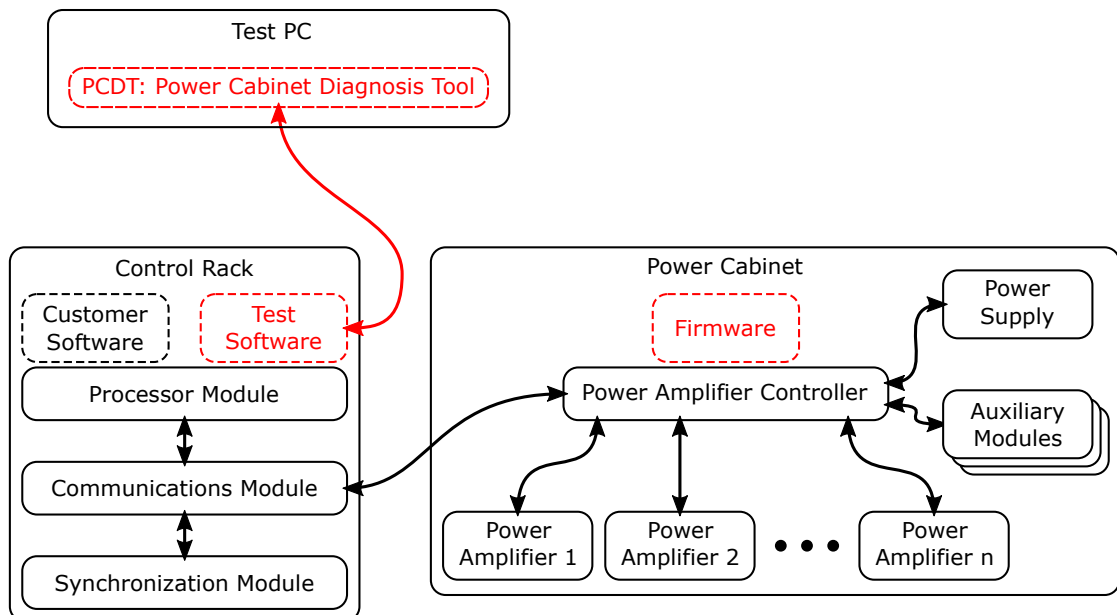 Test PC
PCDT: Power Cabinet Diagnosis Tool
Control Rack
Customer
Software
Test
Software
Processor Module
Communications Module
Synchronization Module
Power Cabinet
Firmware
Power Amplifier Controller
Power
Supply
Auxiliary
Modules
Power
Amplifier 1
Power
Amplifier 2
Power
Amplifier n